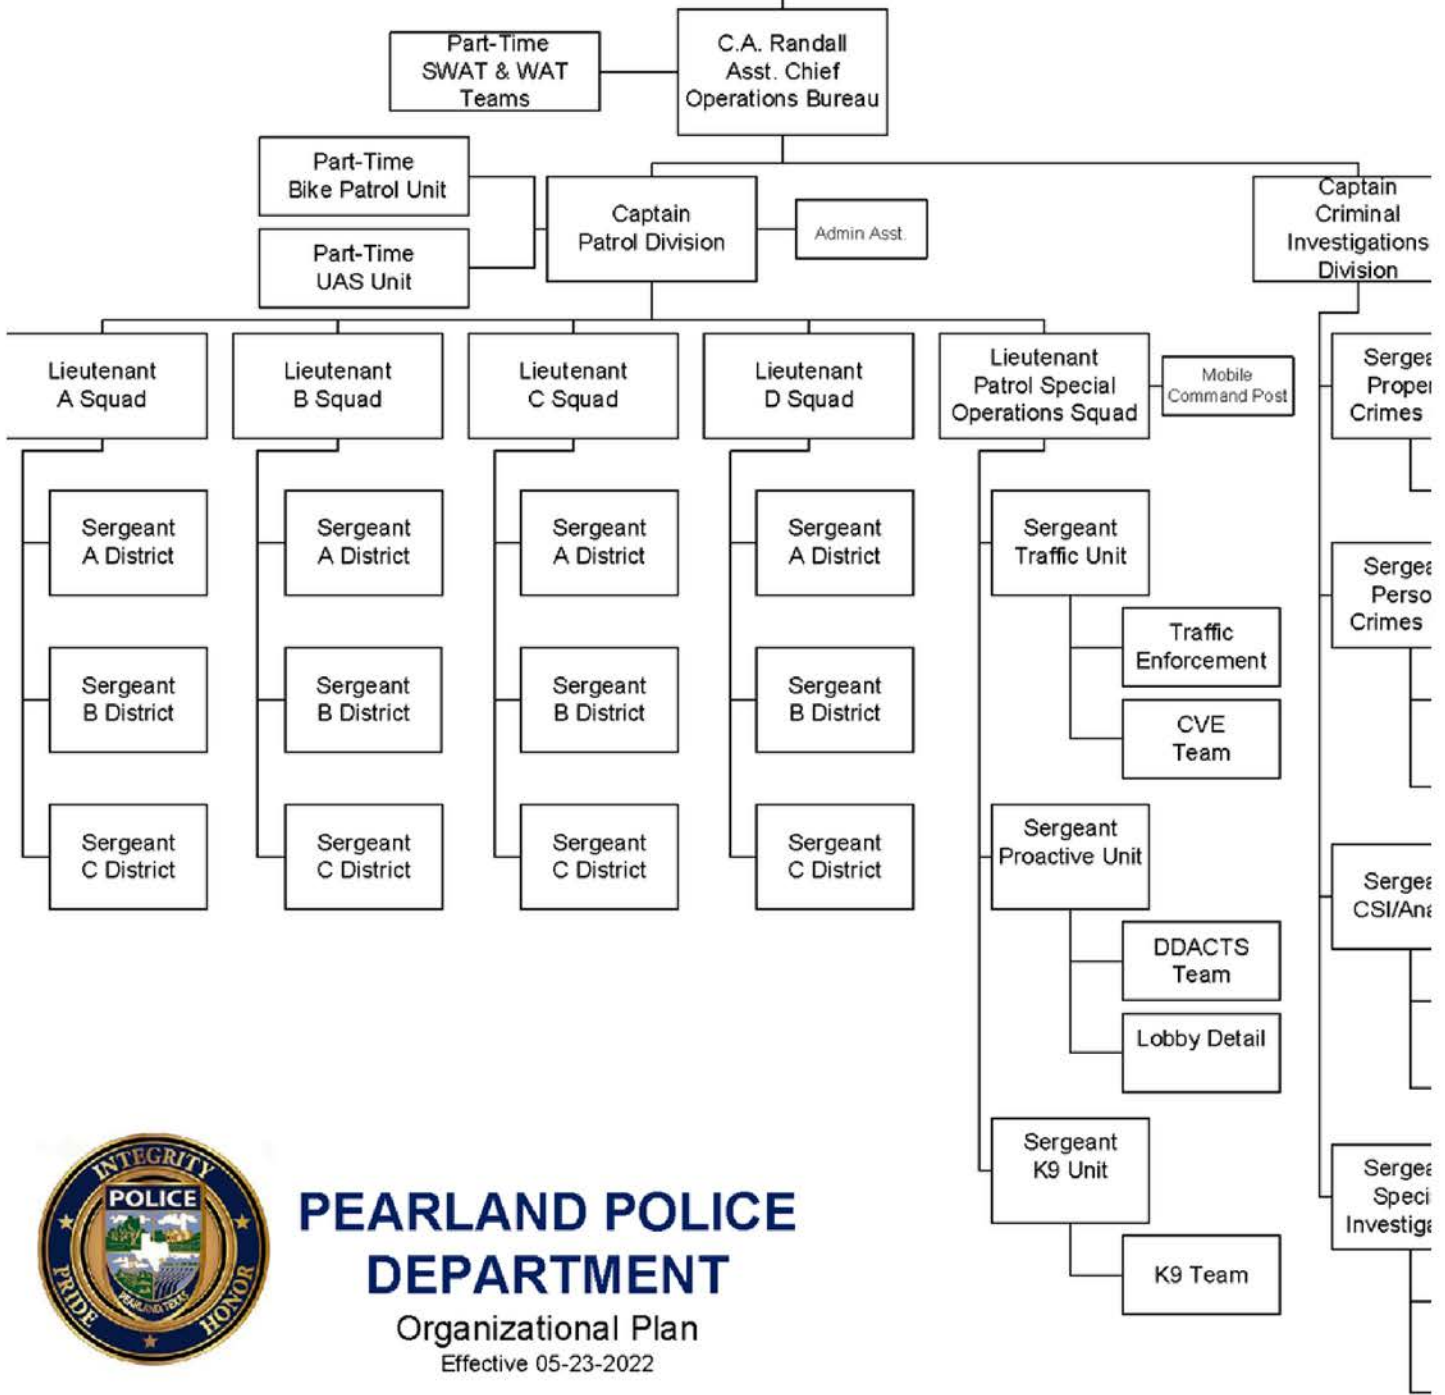 Part-Time
SWAT & WAT
Teams
C.A. Randall
Asst. Chief
Operations Bureau
Part-Time
Bike Patrol Unit
Part-Time
UAS Unit
Captain
Patrol Division
Admin Asst.
Captain
Criminal
Investigations
Division
Lieutenant
A Squad
Lieutenant
B Squad
Lieutenant
C Squad
Lieutenant
D Squad
Lieutenant
Patrol Special
Operations Squad
Mobile
Command Post
Sergeant
A District
Sergeant
B District
Sergeant
C District
Sergeant
A District
Sergeant
B District
Sergeant
C District
Sergeant
A District
Sergeant
B District
Sergeant
C District
Sergeant
A District
Sergeant
B District
Sergeant
C District
Sergeant
Traffic Unit
Traffic
Enforcement
CVE
Team
Sergeant
Proactive Unit
DDACTS
Team
Lobby Detail
Sergeant
K9 Unit
K9 Team
Crimes
Crimes
INTEGRITY
POLICE
PEARLAND TEXAS
PRIDE
HONOR
PEARLAND POLICE
DEPARTMENT
Organizational Plan
Effective 05-23-2022